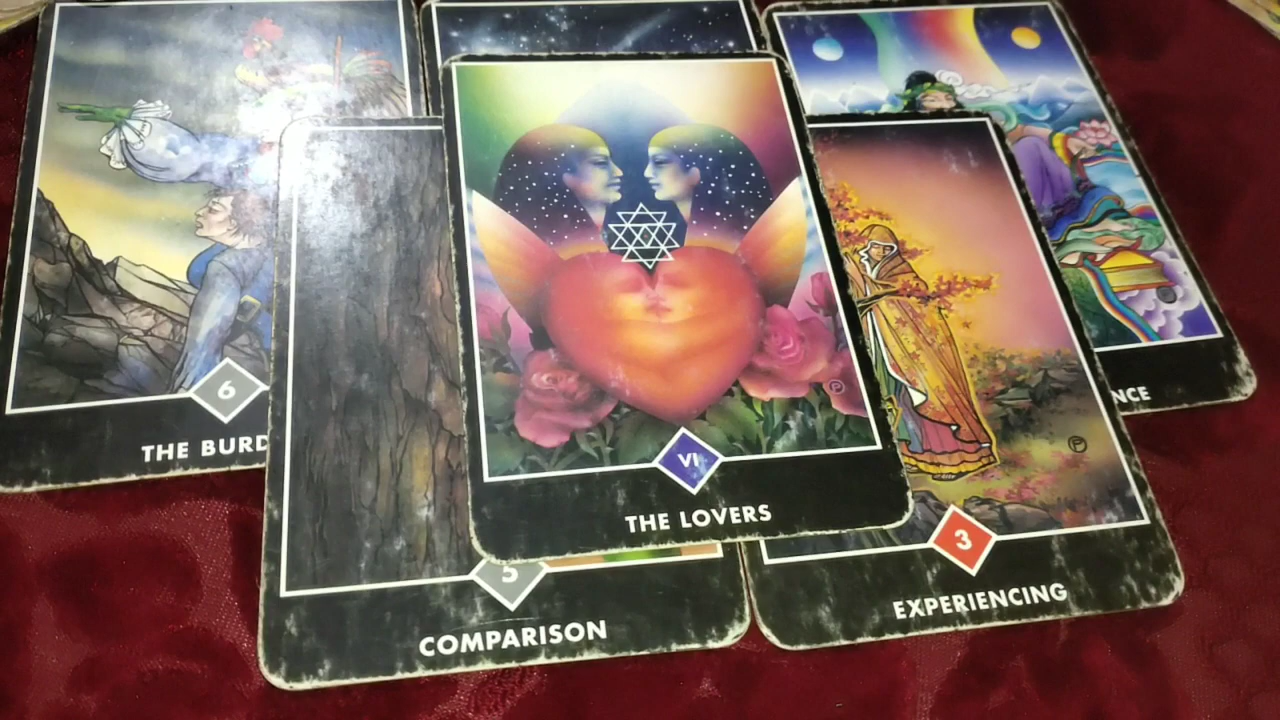 6
THE BURD
5
COMPARISON
VI
THE LOVERS
3
EXPERIENCING
NCE